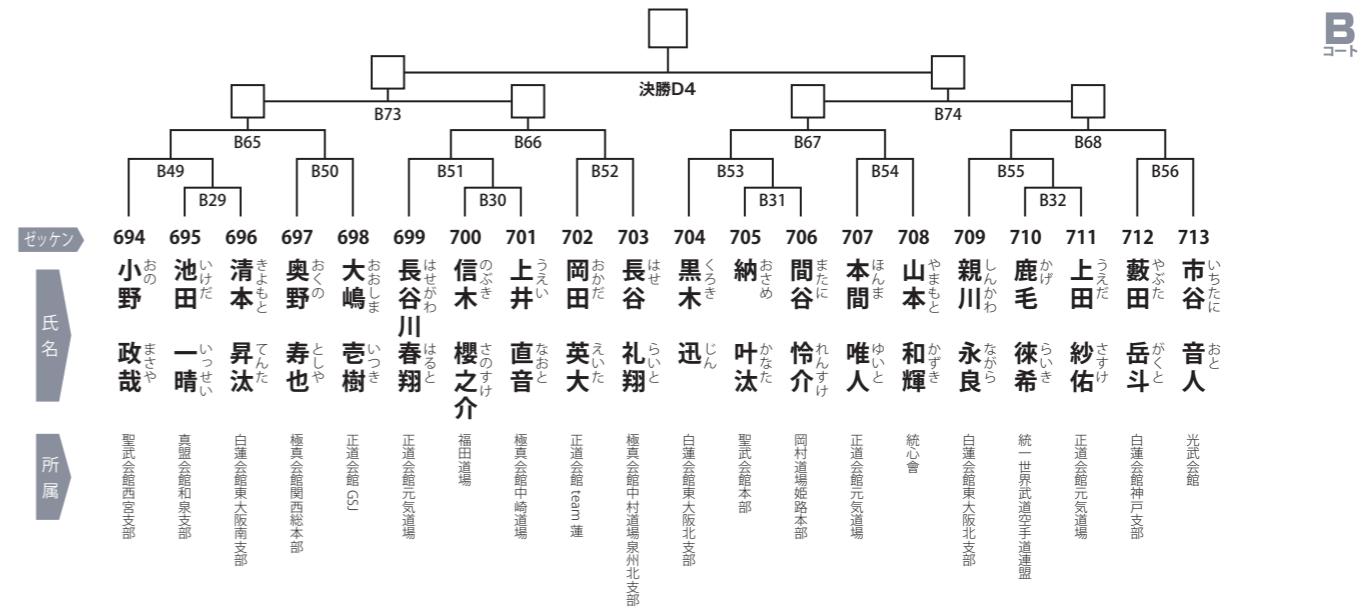 B
コート
決勝D4
B73
B74
B65
B66
B67
B68
B49
B50
B51
B52
B53
B54
B55
B56
B29
B30
B31
B32
ゼッケン
694
695
696
697
698
699
700
701
702
703
704
705
706
707
708
709
710
711
712
713
氏名
小野 政哉
おの まさや
池田 一晴
いけだ いっせい
清本 昇汰
きよもと てんた
奥野 寿也
おくの としや
大嶋 壱樹
おおしま いつき
長谷川 春翔
はせがわ はると
信木 櫻之介
のぶき さのすけ
上井 直音
うえい なおと
岡田 英大
おかだ えいた
長谷 礼翔
はせ らいと
黒木 迅
くろき じん
納 叶汰
おさめ かなた
間谷 怜介
またに れんすけ
本間 唯人
ほんま ゆいと
山本 和輝
やまもと かずき
親川 永良
しんかわ ながら
鹿毛 徠希
かげ らいき
上田 紗佑
うえだ さすけ
藪田 岳斗
やぶた がくと
市谷 音人
いちたに おと
所属
聖武会館西宮支部
真盟会館和泉支部
白蓮会館東大阪南支部
極真会館関西総本部
正道会館 GSJ
正道会館元気道場
福田道場
極真会館中崎道場
正道会館 team 蓮
極真会館中村道場泉州北支部
白蓮会館東大阪北支部
聖武会館本部
岡村道場姫路本部
正道会館元気道場
統心會
白蓮会館東大阪北支部
統一世界武道空手道連盟
正道会館元気道場
白蓮会館神戸支部
光武会館